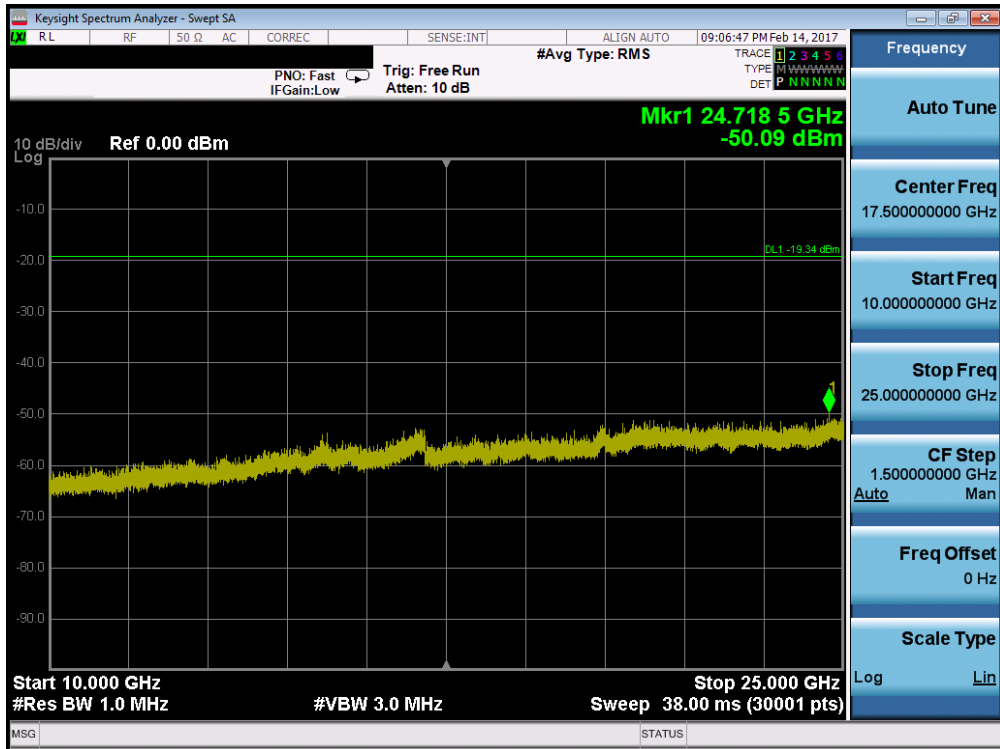 Keysight Spectrum Analyzer - Swept SA
LXI RL RF 50 Ω AC CORREC SENSE:INT ALIGN AUTO 09:06:47 PM Feb 14, 2017
#Avg Type: RMS TRACE 1 2 3 4 5 6
PNO: Fast Trig: Free Run TYPE M W W W W W
IFGain:Low Atten: 10 dB DET P N N N N N
Mkr1 24.718 5 GHz
-50.09 dBm
10 dB/div Ref 0.00 dBm
Log
-10.0
DL1 -19.34 dBm
-20.0
-30.0
-40.0
1
-50.0
-60.0
-70.0
-80.0
-90.0
Start 10.000 GHz Stop 25.000 GHz
#Res BW 1.0 MHz #VBW 3.0 MHz Sweep 38.00 ms (30001 pts)
MSG STATUS
Frequency
Auto Tune
Center Freq
17.500000000 GHz
Start Freq
10.000000000 GHz
Stop Freq
25.000000000 GHz
CF Step
1.500000000 GHz
Auto Man
Freq Offset
0 Hz
Scale Type
Log Lin